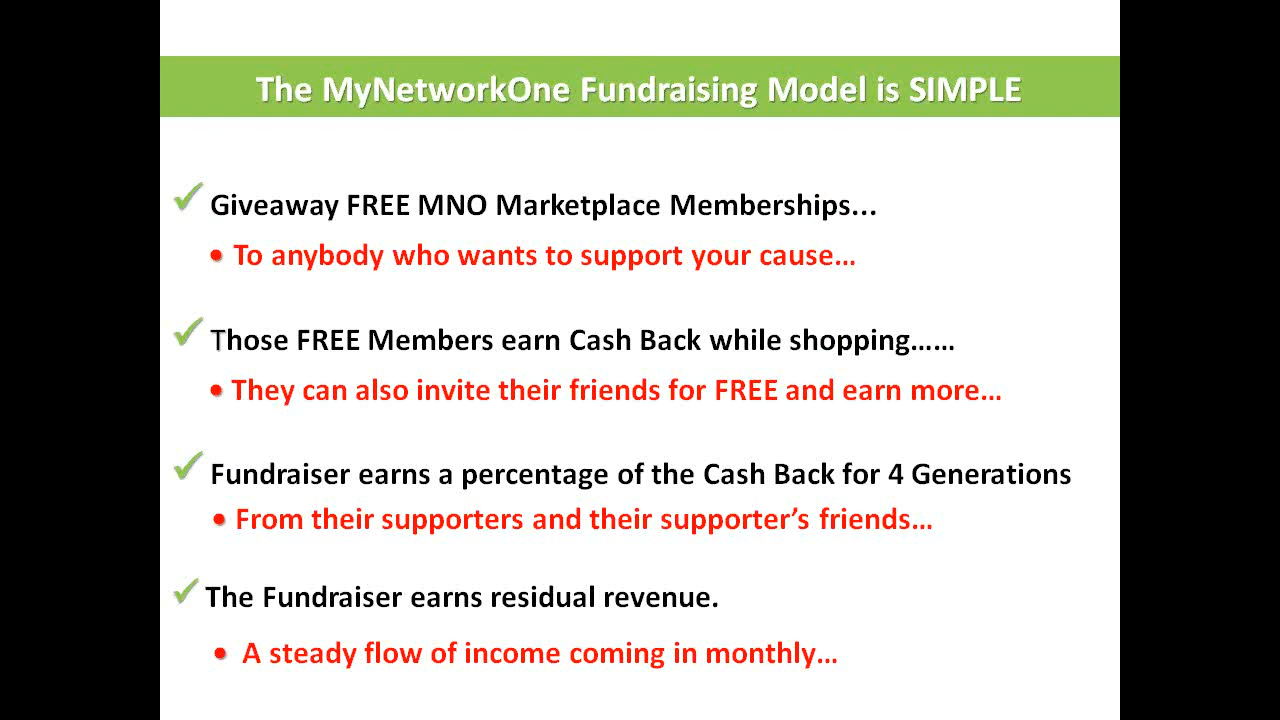 The MyNetworkOne Fundraising Model is SIMPLE
✓ Giveaway FREE MNO Marketplace Memberships...
• To anybody who wants to support your cause...
✓ Those FREE Members earn Cash Back while shopping......
• They can also invite their friends for FREE and earn more...
✓ Fundraiser earns a percentage of the Cash Back for 4 Generations
• From their supporters and their supporter's friends...
✓ The Fundraiser earns residual revenue.
• A steady flow of income coming in monthly...